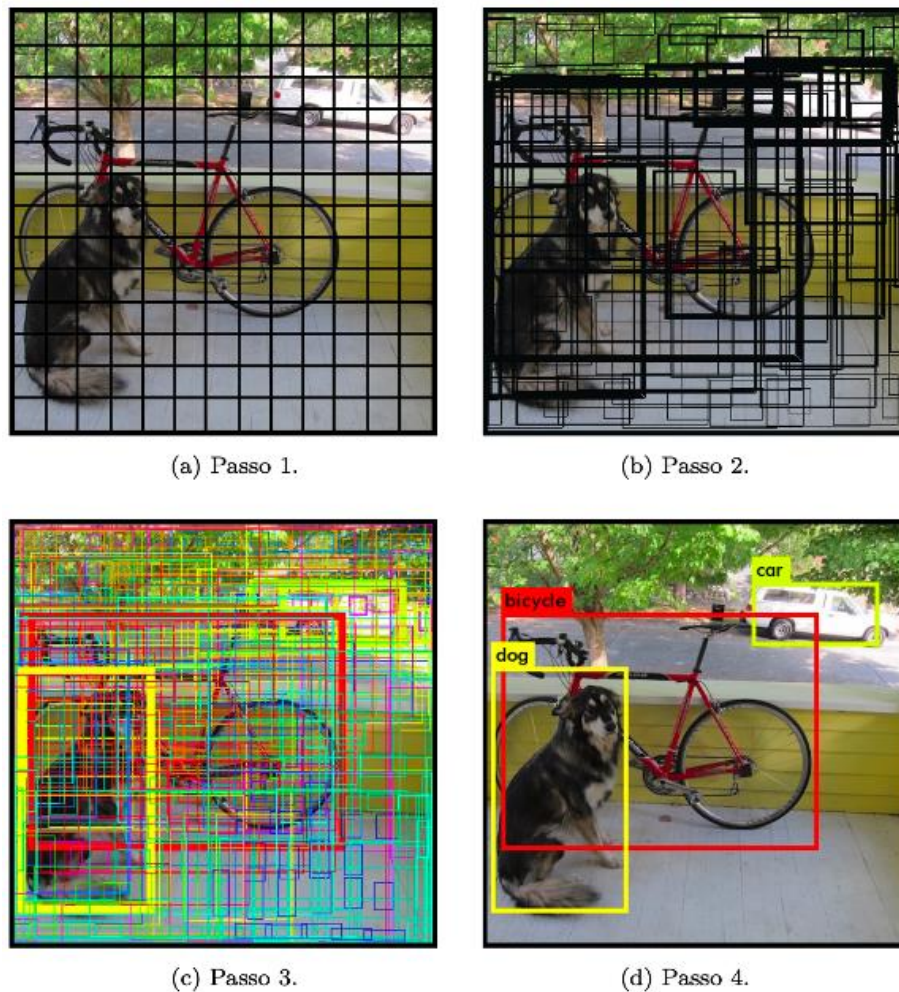 (a) Passo 1.
(b) Passo 2.
(c) Passo 3.
car
bicycle
dog
(d) Passo 4.